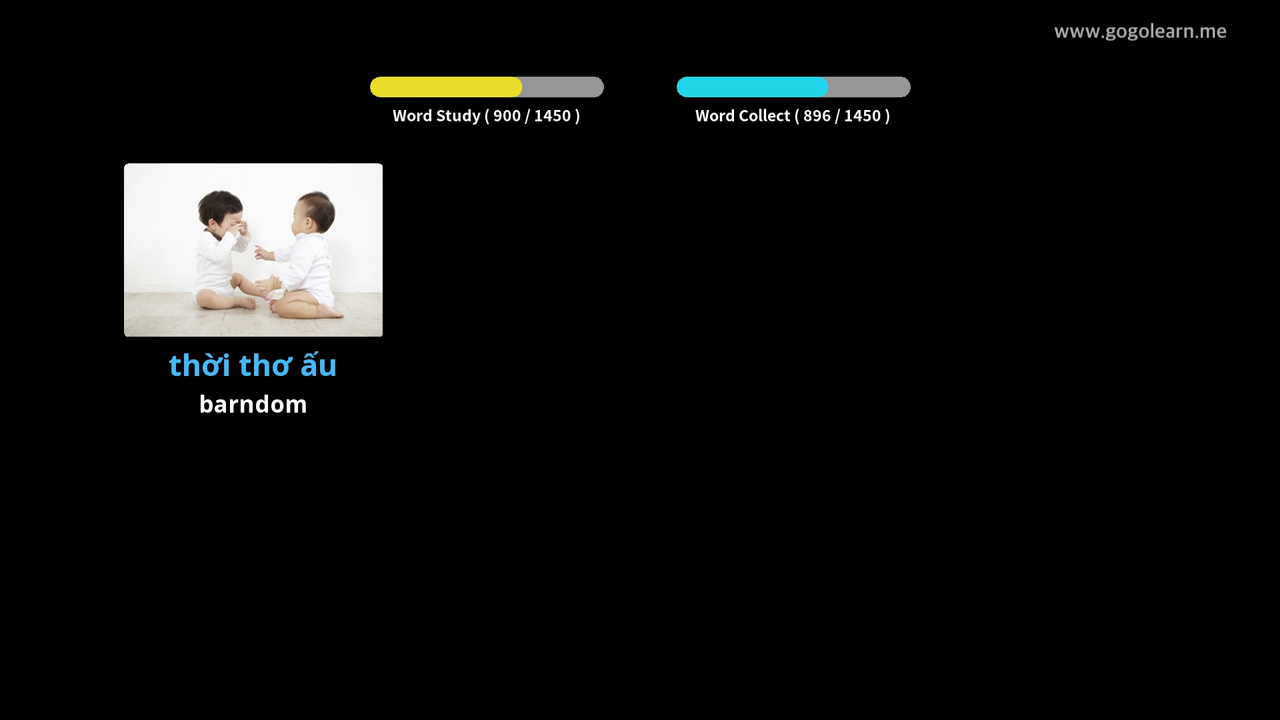 www.gogolearn.me
Word Study ( 900 / 1450 )
Word Collect ( 896 / 1450 )
thời thơ ấu
barndom